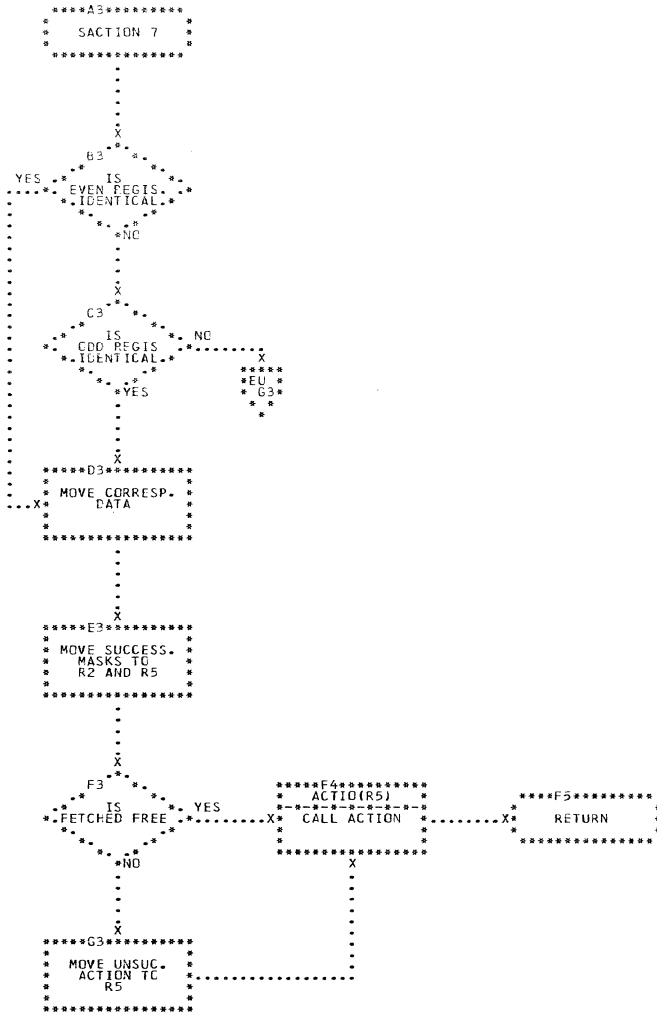 A3
SACTION 7
B3
YES
IS
EVEN REGIS.
IDENTICAL
NO
C3
IS
ODD REGIS
IDENTICAL
NO
YES
EU
G3
D3
MOVE CORRESP.
DATA
E3
MOVE SUCCESS.
MASKS TO
R2 AND R5
F3
IS
FETCHED FREE
YES
NO
F4
ACTIO(R5)
CALL ACTION
F5
RETURN
G3
MOVE UNSUC.
ACTION TO
R5